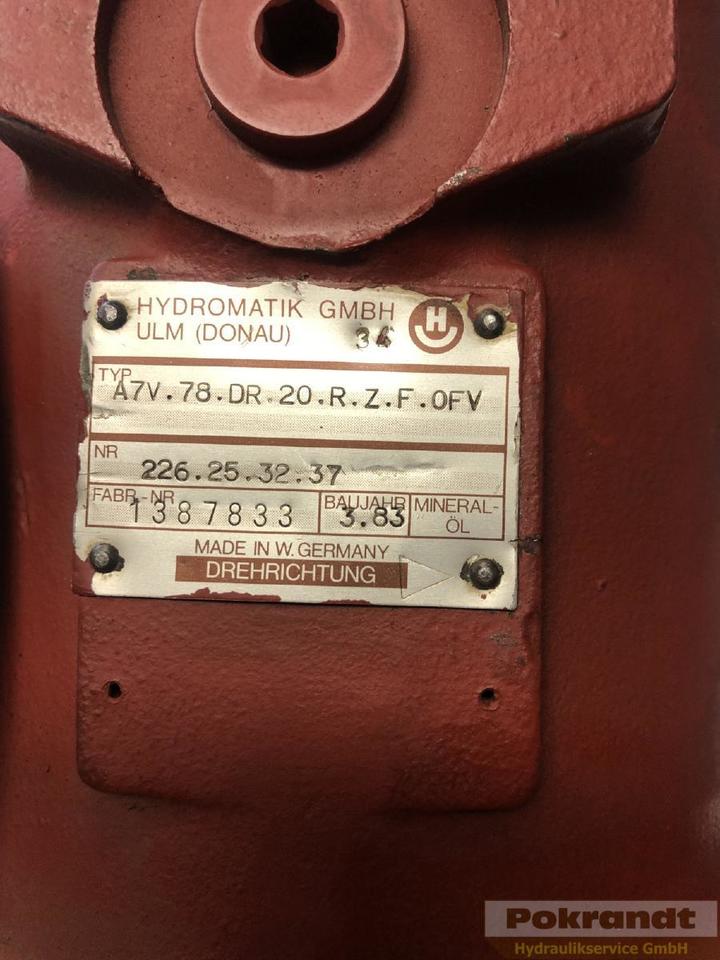 HYDROMATIK GMBH
ULM (DONAU) 34
H
TYP
A7V.78.DR.20.R.Z.F.OFV
NR
226.25.32.37
FABR.-NR
1387833
BAUJAHR
3.83
MINERAL-
ÖL
MADE IN W. GERMANY
DREHRICHTUNG
Pokrandt
Hydraulikservice GmbH